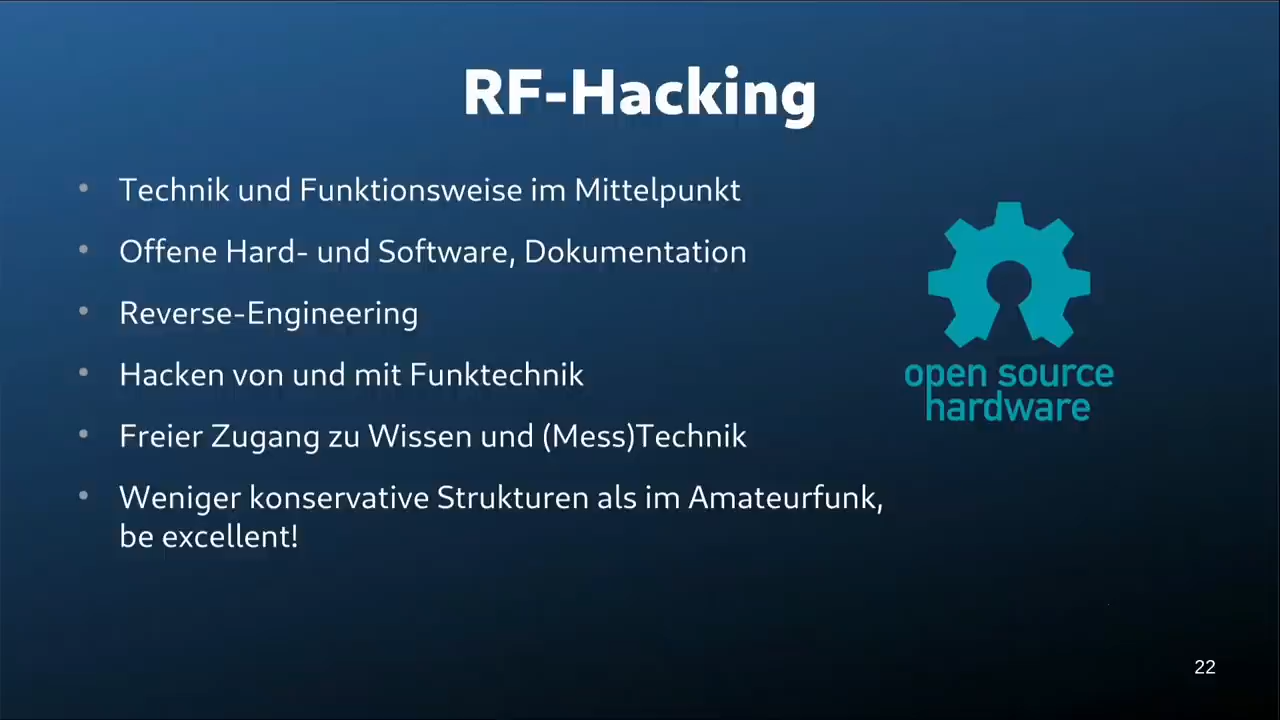 RF-Hacking
• Technik und Funktionsweise im Mittelpunkt
• Offene Hard- und Software, Dokumentation
• Reverse-Engineering
• Hacken von und mit Funktechnik
• Freier Zugang zu Wissen und (Mess)Technik
• Weniger konservative Strukturen als im Amateurfunk,
be excellent!
open source
hardware
22